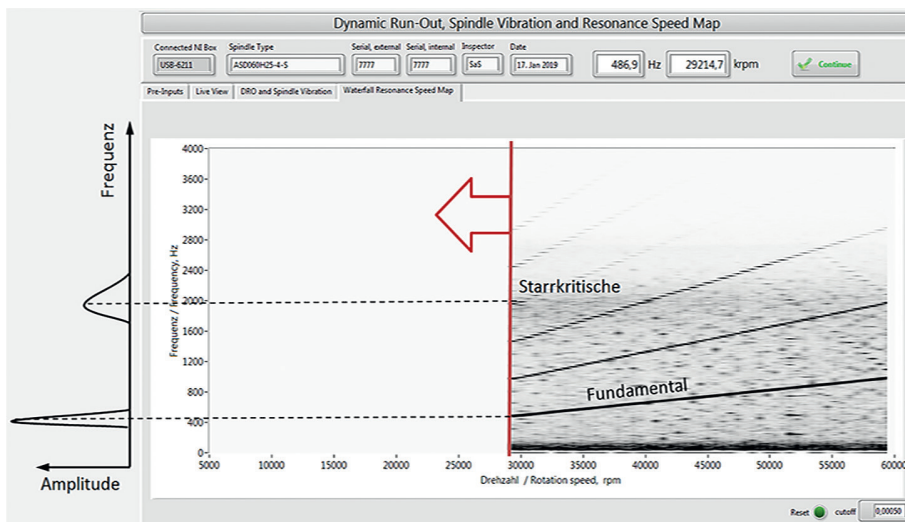 Dynamic Run-Out, Spindle Vibration and Resonance Speed Map
Connected NI Box Spindle Type Serial, external Serial, internal Inspector Date
USB-6211 ASD060H25-4-S 7777 7777 SaS 17. Jan 2019 486,9 Hz 29214,7 krpm Continue
Pre-Inputs Live View DRO and Spindle Vibration Waterfall Resonance Speed Map
Frequenz
Amplitude
Frequenz / Frequency, Hz
4000
3600
3200
2800
2400
2000
1600
1200
800
400
0
Starrkritische
Fundamental
5000 10000 15000 20000 25000 30000 35000 40000 45000 50000 55000 60000
Drehzahl / Rotation speed, rpm
Reset cutoff 0,00050